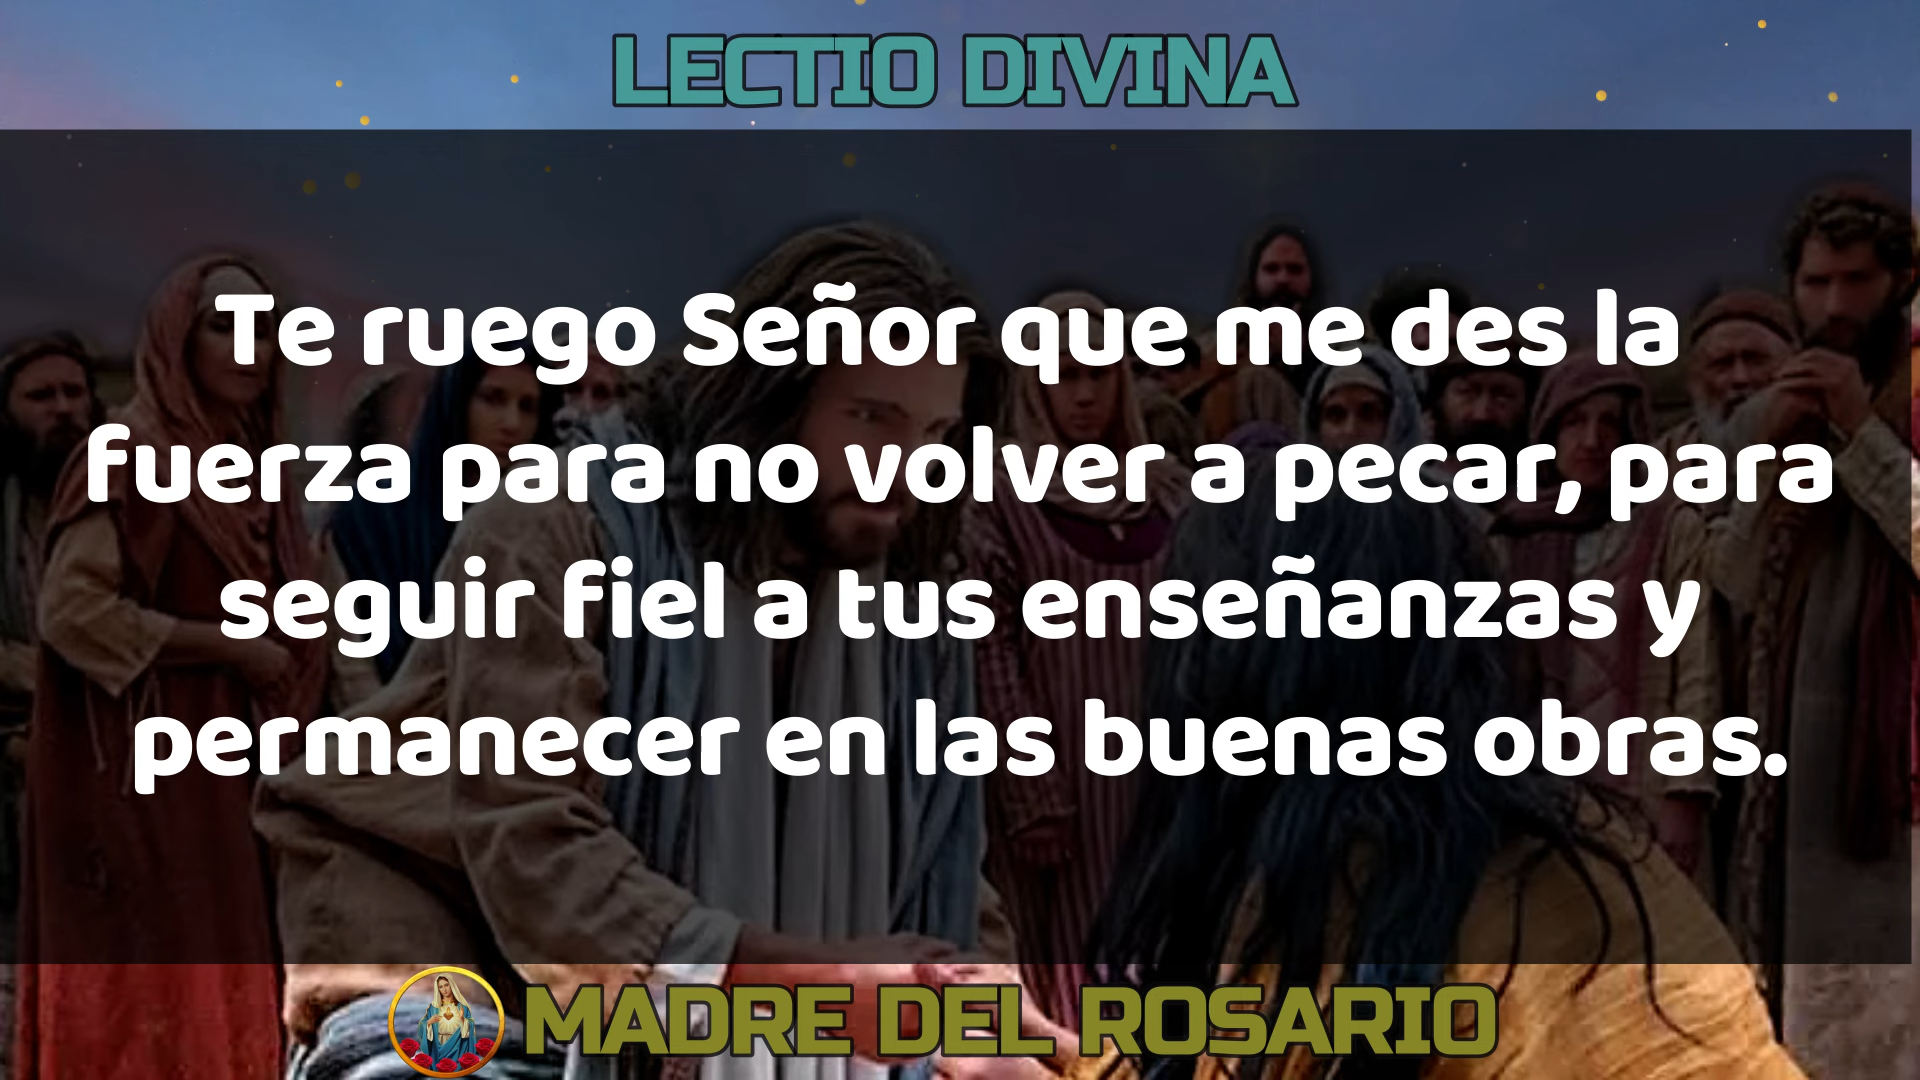 LECTIO DIVINA
Te ruego Señor que me des la
fuerza para no volver a pecar, para
seguir fiel a tus enseñanzas y
permanecer en las buenas obras.
MADRE DEL ROSARIO